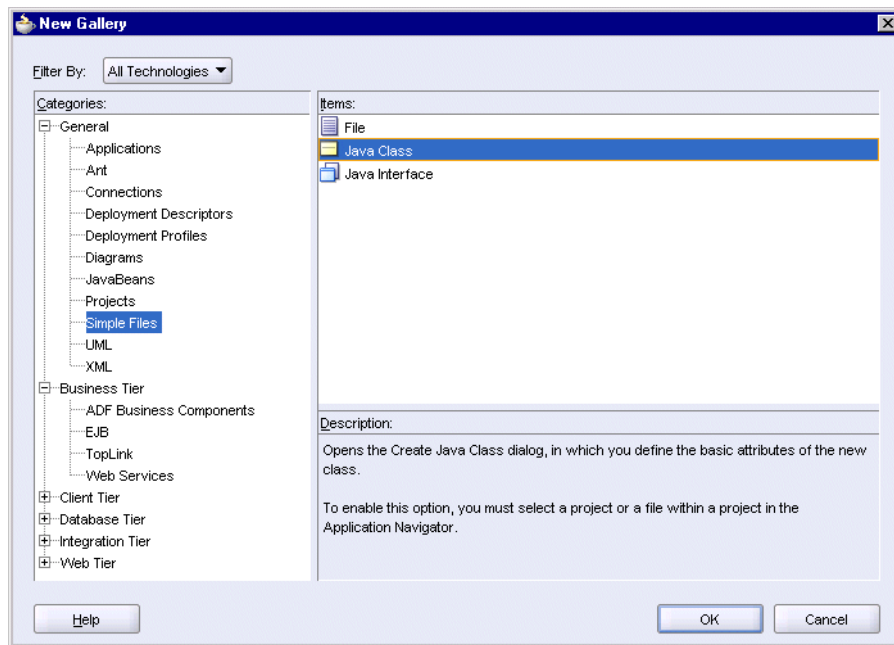 New Gallery
Filter By: All Technologies
Categories:
General
Applications
Ant
Connections
Deployment Descriptors
Deployment Profiles
Diagrams
JavaBeans
Projects
Simple Files
UML
XML
Business Tier
ADF Business Components
EJB
TopLink
Web Services
Client Tier
Database Tier
Integration Tier
Web Tier
Items:
File
Java Class
Java Interface
Description:
Opens the Create Java Class dialog, in which you define the basic attributes of the new
class.
To enable this option, you must select a project or a file within a project in the
Application Navigator.
Help
OK
Cancel